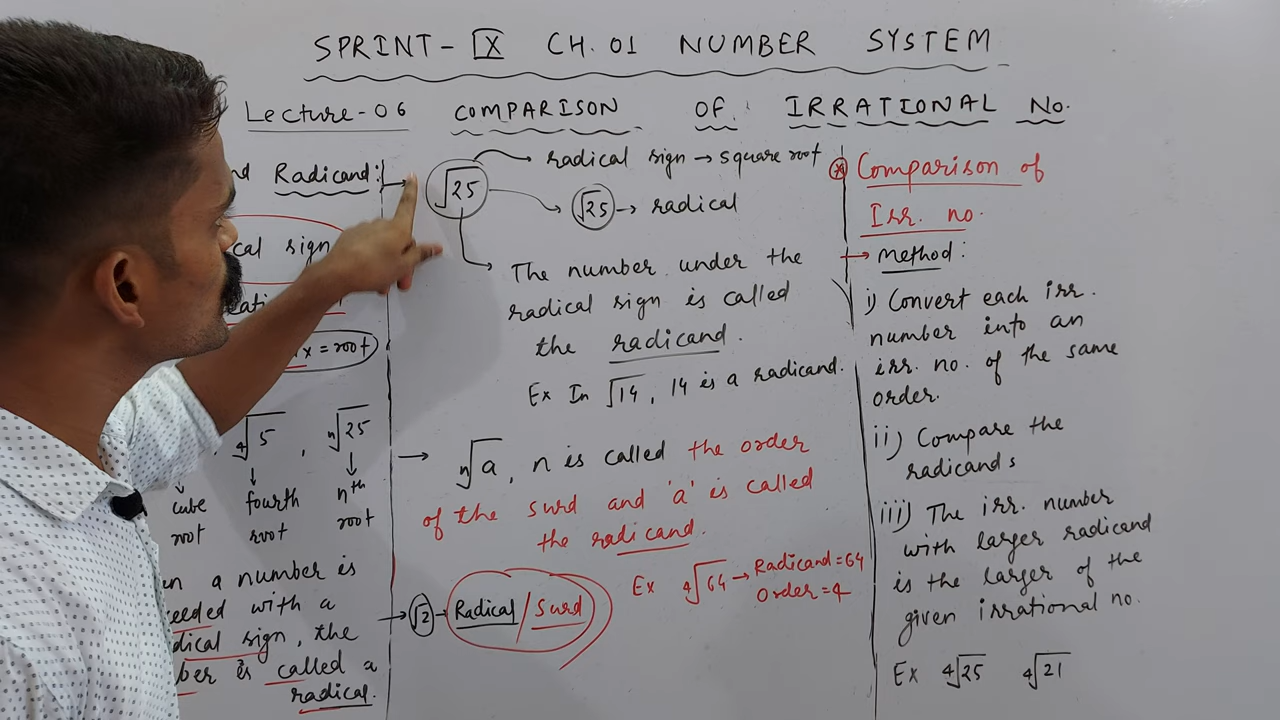 SPRINT-IX CH.01 NUMBER SYSTEM
Lecture-06 COMPARISON OF IRRATIONAL No.
Radicand:
sign
x = root
⁴√5 , ⁿ√25
cube root
fourth root
nth root
a number is
with a
sign, the
is called a
radical.
→ √25
radical sign → square root
√25 → radical
The number under the
radical sign is called
the radicand.
Ex In √14, 14 is a radicand.
→ ⁿ√a, n is called the order
of the surd and 'a' is called
the radicand.
Ex ⁴√64 → Radicand = 64
Order = 4
→ √2 → Radical / Surd
Comparison of
Irr. no.
→ method:
i) Convert each irr.
number into an
irr. no. of the same
order.
ii) Compare the
radicands
iii) The irr. number
with larger radicand
is the larger of the
given irrational no.
Ex ⁴√25 ⁴√21